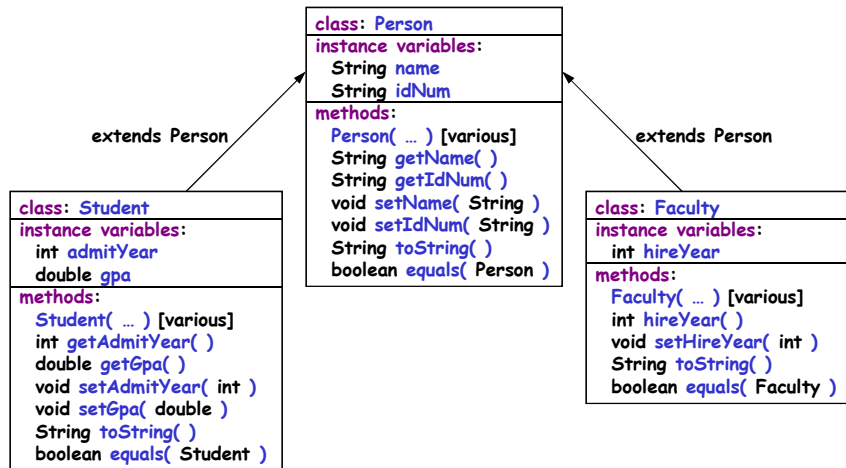 class: Person
instance variables:
String name
String idNum
methods:
Person( … ) [various]
String getName( )
String getIdNum( )
void setName( String )
void setIdNum( String )
String toString( )
boolean equals( Person )
extends Person
extends Person
class: Student
instance variables:
int admitYear
double gpa
methods:
Student( … ) [various]
int getAdmitYear( )
double getGpa( )
void setAdmitYear( int )
void setGpa( double )
String toString( )
boolean equals( Student )
class: Faculty
instance variables:
int hireYear
methods:
Faculty( … ) [various]
int hireYear( )
void setHireYear( int )
String toString( )
boolean equals( Faculty )